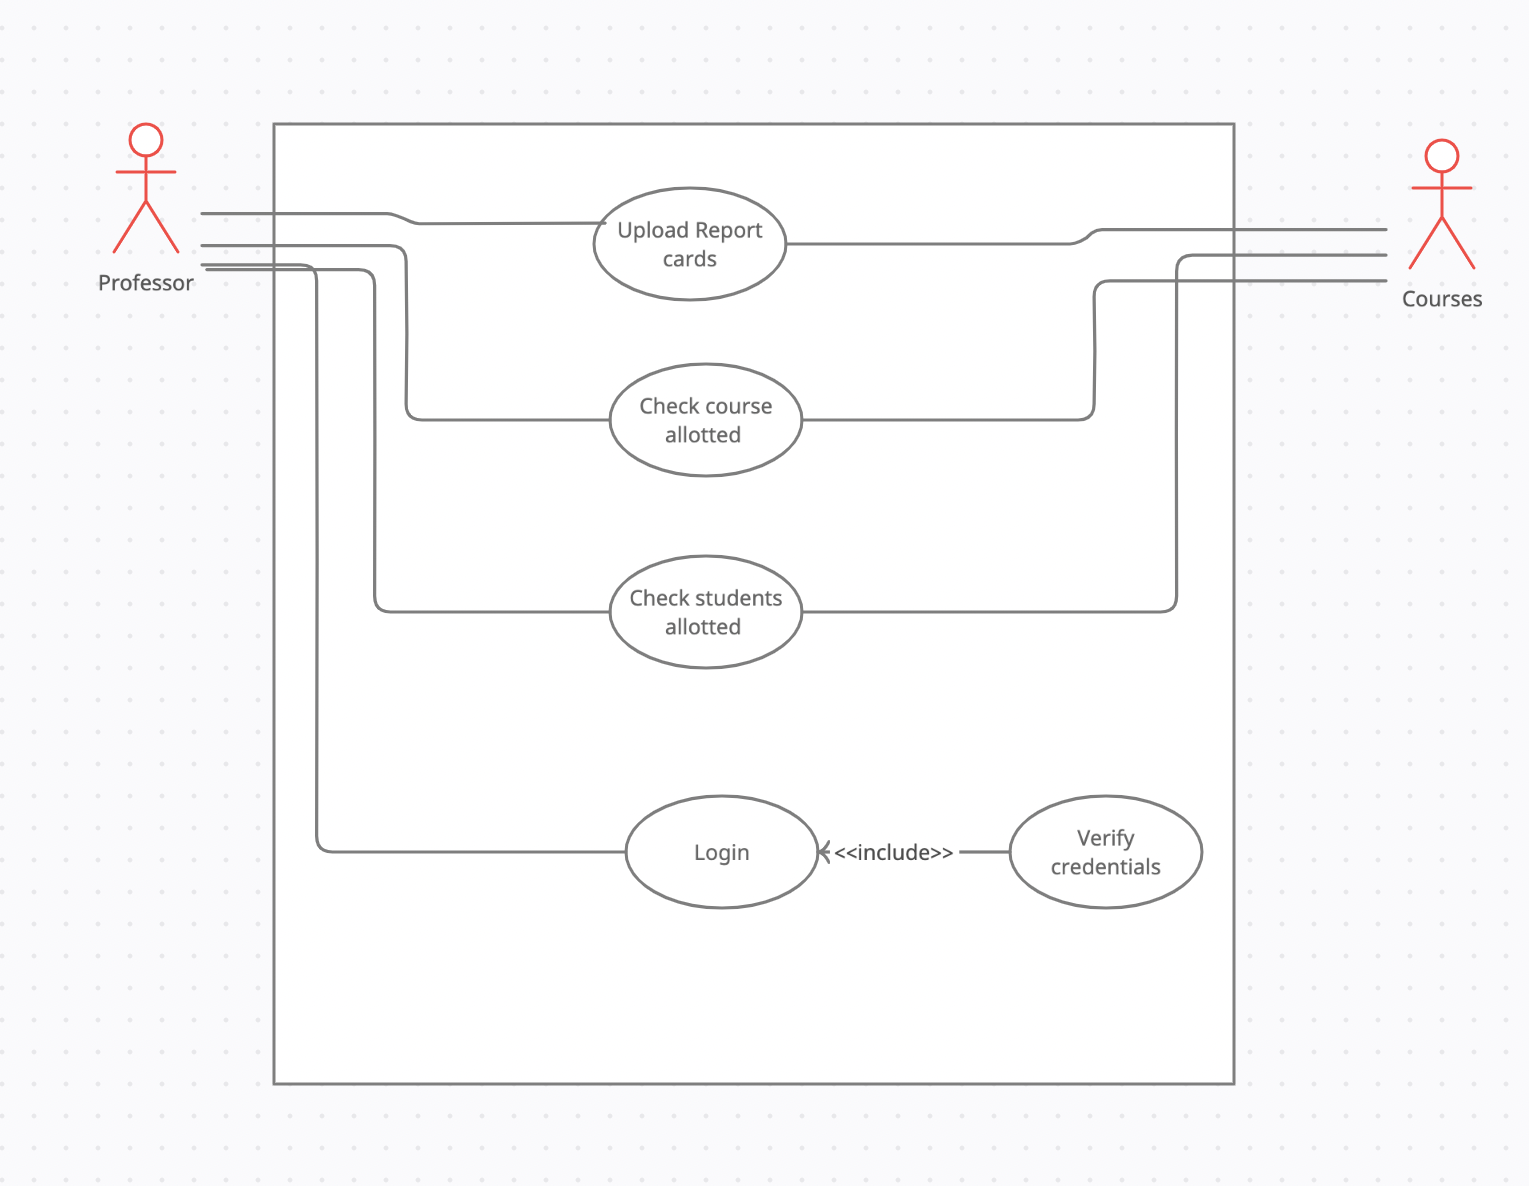 Professor
Courses
Upload Report
cards
Check course
allotted
Check students
allotted
Login
<<include>>
Verify
credentials